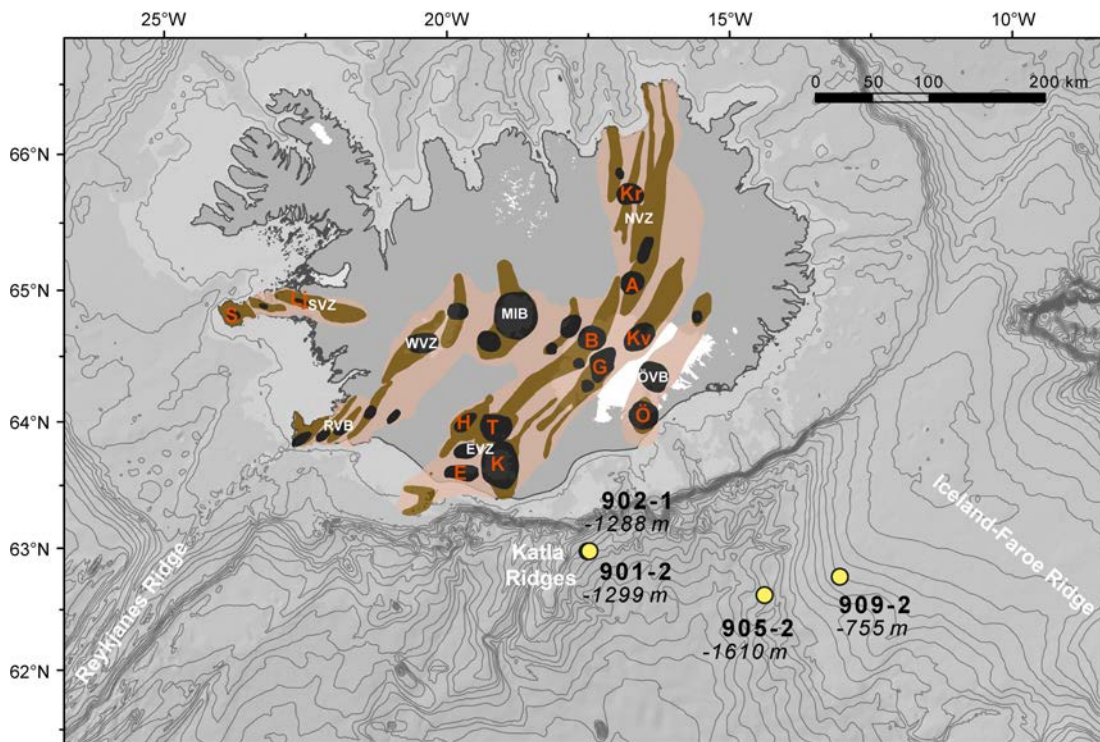 25°W
20°W
15°W
10°W
0
50
100
200 km
66°N
65°N
64°N
63°N
62°N
Kr
NVZ
A
S
SVZ
MIB
WVZ
B
Kv
G
ÖVB
Ö
H
T
RVB
EVZ
E
K
902-1
-1288 m
Katla
Ridges
901-2
-1299 m
905-2
-1610 m
909-2
-755 m
Reykjanes Ridge
Iceland-Faroe Ridge